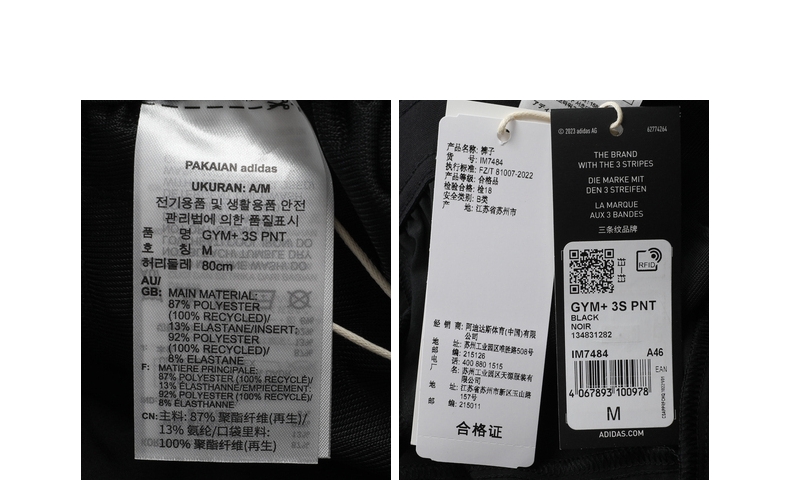 PAKAIAN adidas
UKURAN: A/M
전기용품 및 생활용품 안전
관리법에 의한 품질표시
품 명 GYM+ 3S PNT
호 칭 M
허리둘레 80cm
AU/
GB: MAIN MATERIAL:
87% POLYESTER
(100% RECYCLED)/
13% ELASTANE/INSERT:
92% POLYESTER
(100% RECYCLED)/
8% ELASTANE
F: MATIERE PRINCIPALE:
87% POLYESTER (100% RECYCLÉ)/
13% ÉLASTHANNE/EMPIECEMENT:
92% POLYESTER (100% RECYCLÉ)/
8% ÉLASTHANNE
CN: 主料: 87% 聚酯纤维(再生)/
13% 氨纶/口袋里料:
100% 聚酯纤维(再生)
产品名称: 裤子
货 号: IM7484
执行标准: FZ/T 81007-2022
产品等级: 合格品
检验合格: 检18
安全类别: B类
产 地: 江苏省苏州市
经 销 商: 阿迪达斯体育(中国)有限
公司
地 址: 苏州工业园区唯胜路508号
邮 编: 215126
电 话: 400 880 1515
厂 名: 苏州工业园区天源服装有
限公司
地 址: 江苏省苏州市新区玉山路
157号
邮 编: 215011
合格证
© 2023 adidas AG 62774264
THE BRAND
WITH THE 3 STRIPES
DIE MARKE MIT
DEN 3 STREIFEN
LA MARQUE
AUX 3 BANDES
三条纹品牌
RFID
GYM+ 3S PNT
BLACK
NOIR
134831282
IM7484 A46
EAN
4 067893 100978
M
ADIDAS.COM